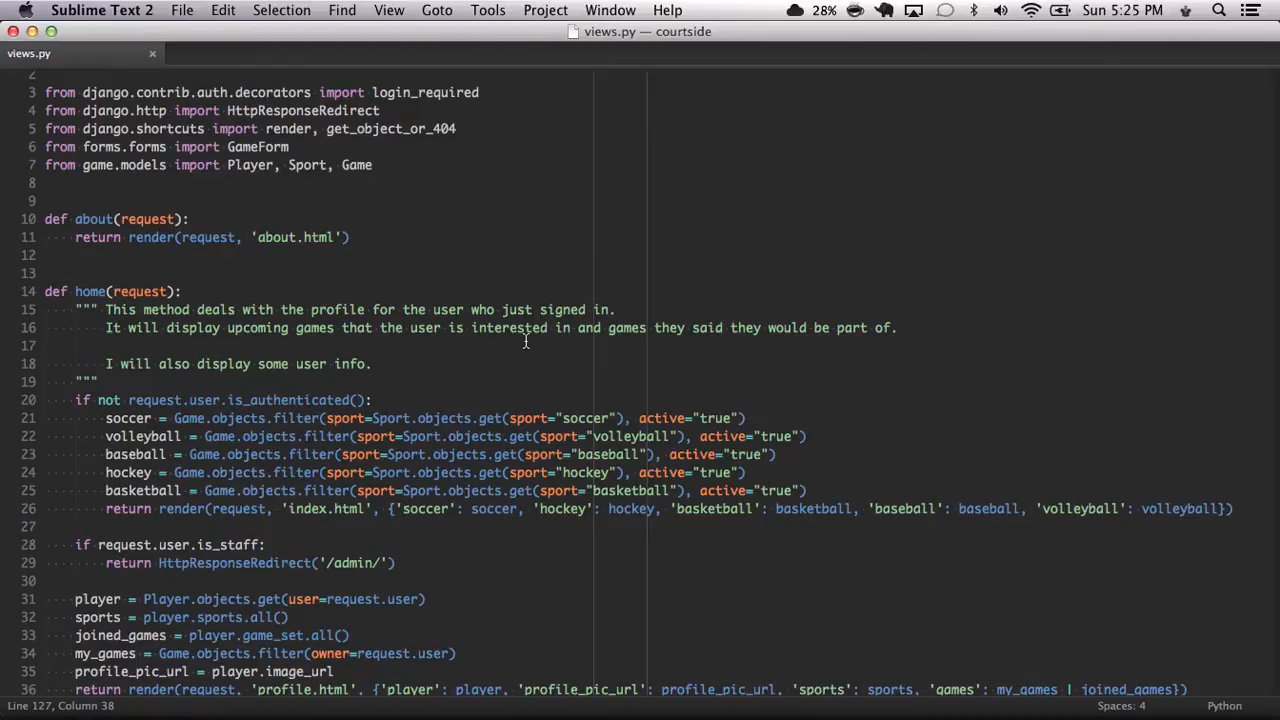 Sublime Text 2 File Edit Selection Find View Goto Tools Project Window Help 28% Sun 5:25 PM
views.py — courtside
views.py ×
2
3 from django.contrib.auth.decorators import login_required
4 from django.http import HttpResponseRedirect
5 from django.shortcuts import render, get_object_or_404
6 from forms.forms import GameForm
7 from game.models import Player, Sport, Game
8
9
10 def about(request):
11     return render(request, 'about.html')
12
13
14 def home(request):
15     """ This method deals with the profile for the user who just signed in.
16         It will display upcoming games that the user is interested in and games they said they would be part of.
17
18         I will also display some user info.
19     """
20     if not request.user.is_authenticated():
21         soccer = Game.objects.filter(sport=Sport.objects.get(sport="soccer"), active="true")
22         volleyball = Game.objects.filter(sport=Sport.objects.get(sport="volleyball"), active="true")
23         baseball = Game.objects.filter(sport=Sport.objects.get(sport="baseball"), active="true")
24         hockey = Game.objects.filter(sport=Sport.objects.get(sport="hockey"), active="true")
25         basketball = Game.objects.filter(sport=Sport.objects.get(sport="basketball"), active="true")
26         return render(request, 'index.html', {'soccer': soccer, 'hockey': hockey, 'basketball': basketball, 'baseball': baseball, 'volleyball': volleyball})
27
28     if request.user.is_staff:
29         return HttpResponseRedirect('/admin/')
30
31     player = Player.objects.get(user=request.user)
32     sports = player.sports.all()
33     joined_games = player.game_set.all()
34     my_games = Game.objects.filter(owner=request.user)
35     profile_pic_url = player.image_url
36     return render(request, 'profile.html', {'player': player, 'profile_pic_url': profile_pic_url, 'sports': sports, 'games': my_games | joined_games})
Line 127, Column 38 Spaces: 4 Python